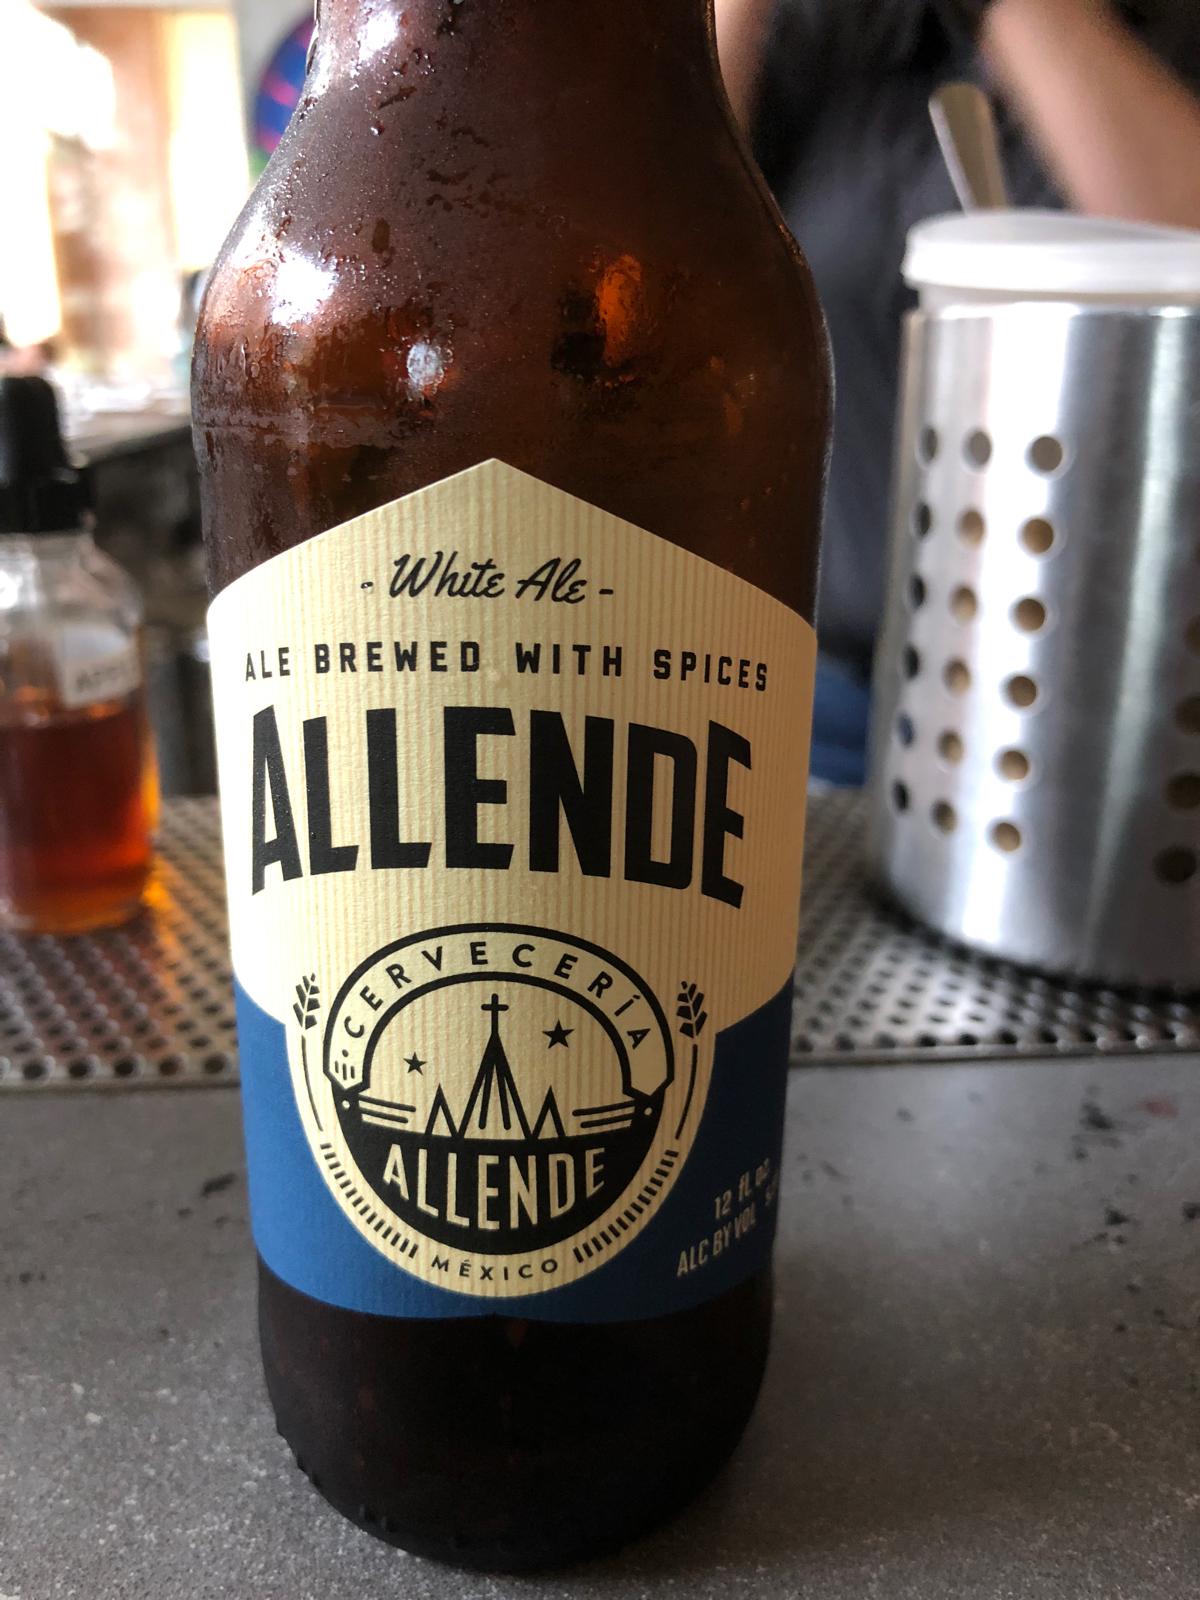 - White Ale -
ALE BREWED WITH SPICES
ALLENDE
CERVECERÍA
ALLENDE
MÉXICO
12 fl oz
ALC BY VOL